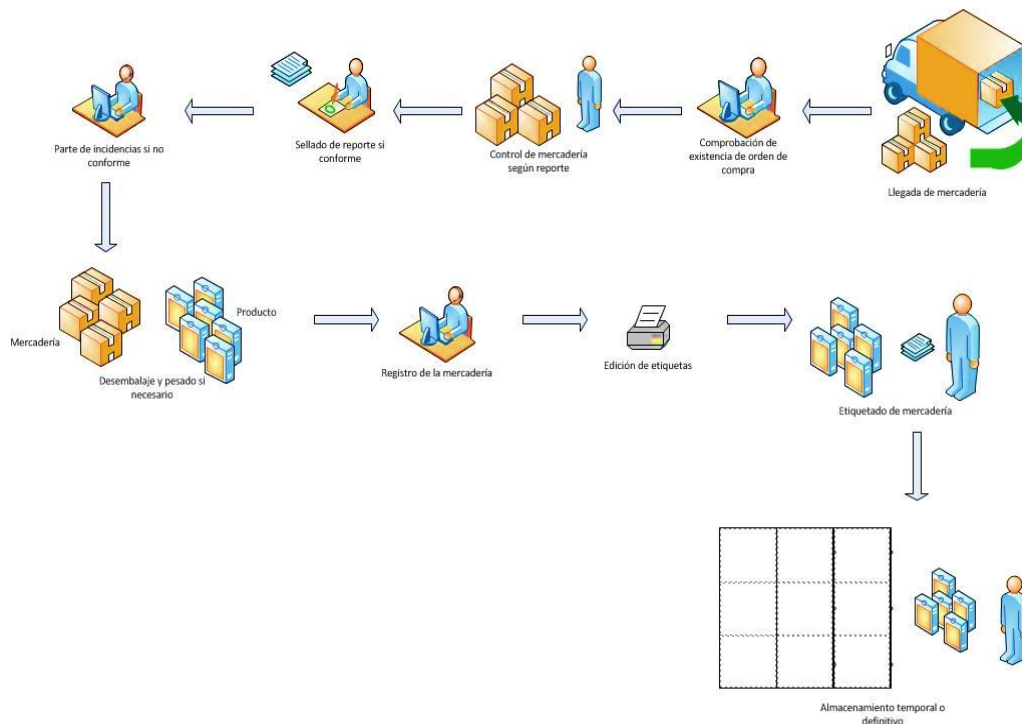 Parte de incidencias si no
conforme
Sellado de reporte si
conforme
Control de mercadería
según reporte
Comprobación de
existencia de orden de
compra
Llegada de mercadería
Mercadería
Producto
Desembalaje y pesado si
necesario
Registro de la mercadería
Edición de etiquetas
Etiquetado de mercadería
Almacenamiento temporal o
definitivo